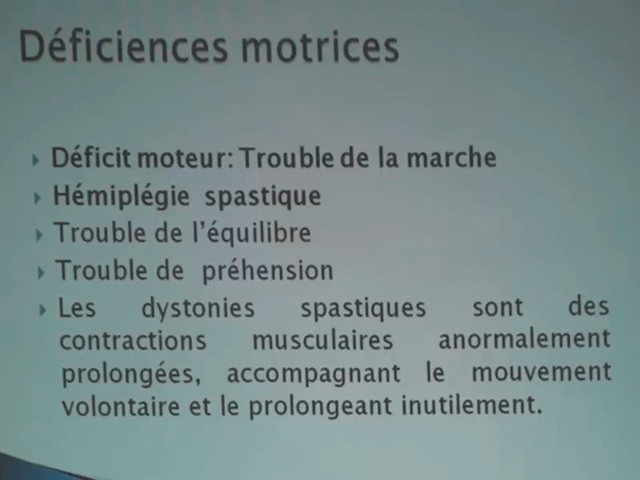 Déficiences motrices
Déficit moteur: Trouble de la marche
Hémiplégie spastique
Trouble de l'équilibre
Trouble de préhension
Les dystonies spastiques sont des
contractions musculaires anormalement
prolongées, accompagnant le mouvement
volontaire et le prolongeant inutilement.